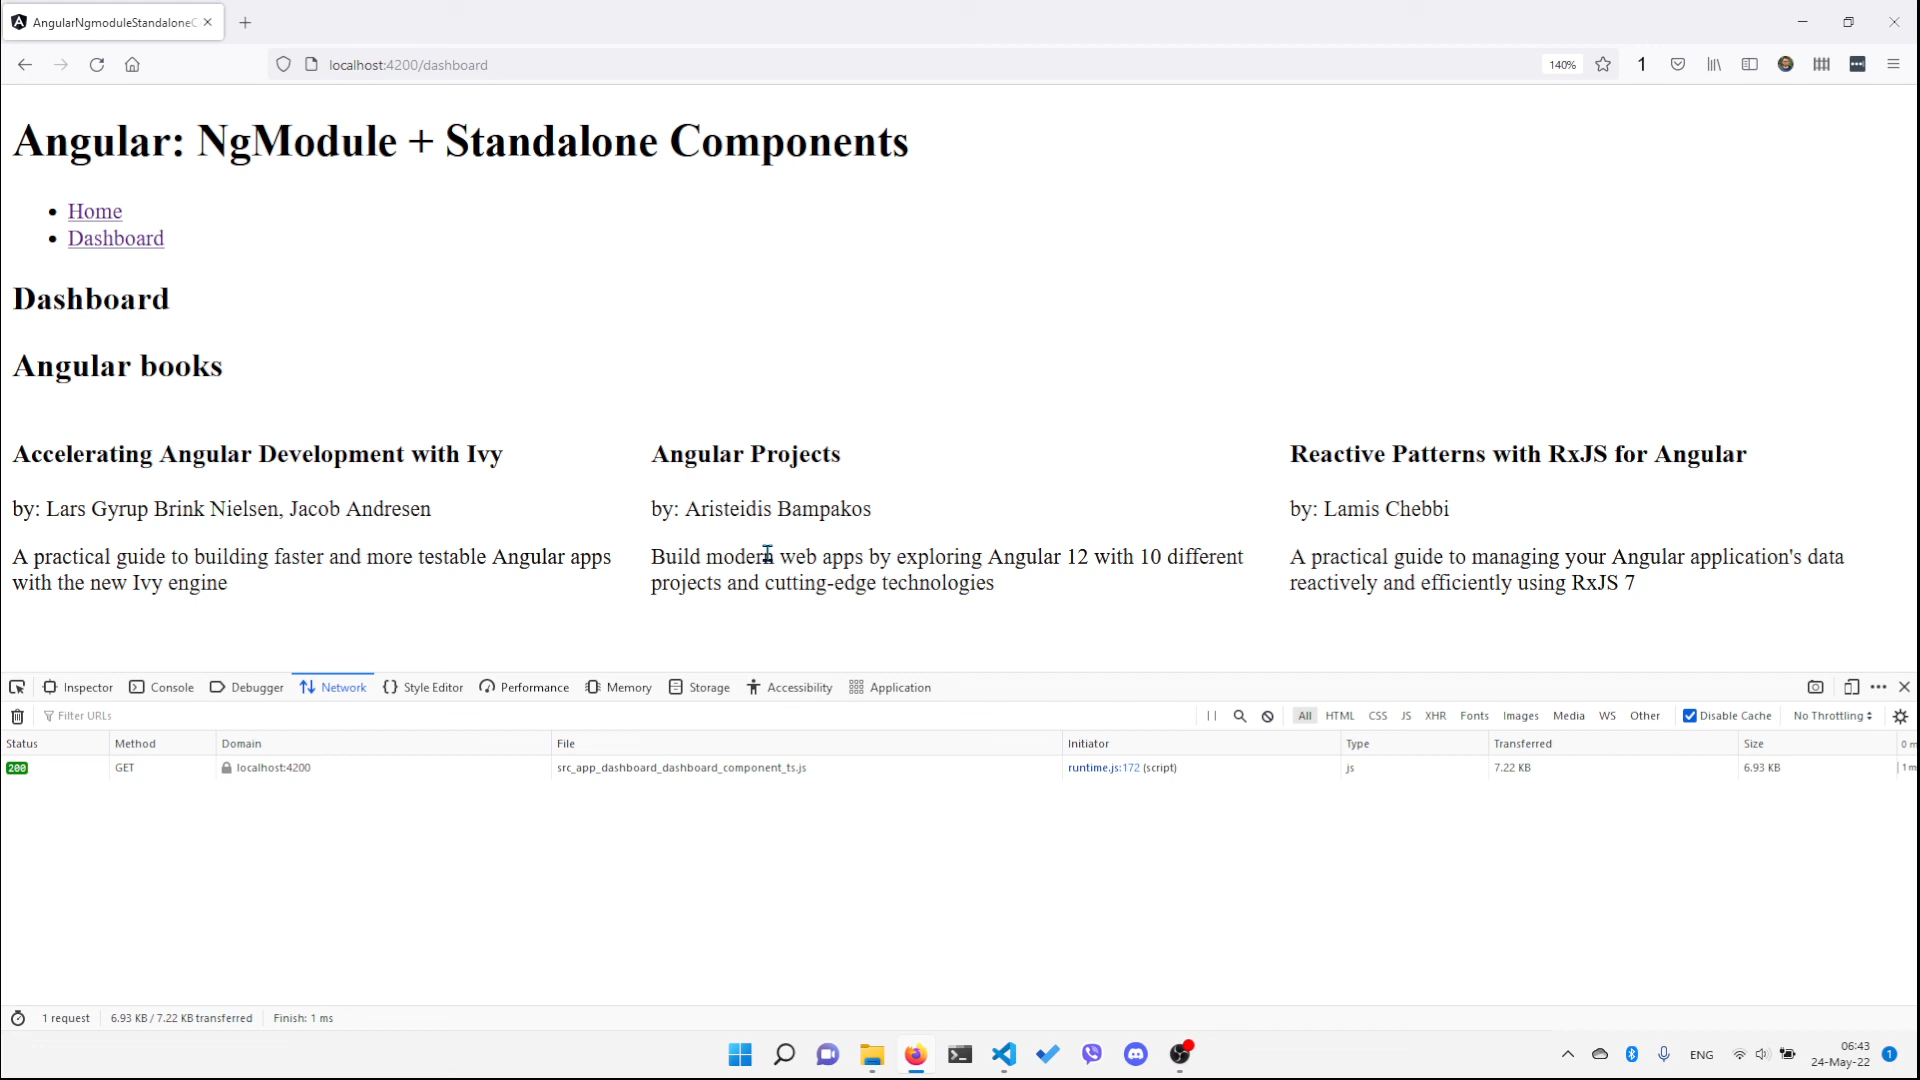 AngularNgmoduleStandaloneC
localhost:4200/dashboard
140%
1
Angular: NgModule + Standalone Components
Home
Dashboard
Dashboard
Angular books
Accelerating Angular Development with Ivy
by: Lars Gyrup Brink Nielsen, Jacob Andresen
A practical guide to building faster and more testable Angular apps
with the new Ivy engine
Angular Projects
by: Aristeidis Bampakos
Build modern web apps by exploring Angular 12 with 10 different
projects and cutting-edge technologies
Reactive Patterns with RxJS for Angular
by: Lamis Chebbi
A practical guide to managing your Angular application's data
reactively and efficiently using RxJS 7
Inspector Console Debugger Network Style Editor Performance Memory Storage Accessibility Application
Filter URLs All HTML CSS JS XHR Fonts Images Media WS Other Disable Cache No Throttling
Status Method Domain File Initiator Type Transferred Size 0 m
200 GET localhost:4200 src_app_dashboard_dashboard_component_ts.js runtime.js:172 (script) js 7.22 KB 6.93 KB 1 m
1 request 6.93 KB / 7.22 KB transferred Finish: 1 ms
ENG 06:43 1
24-May-22